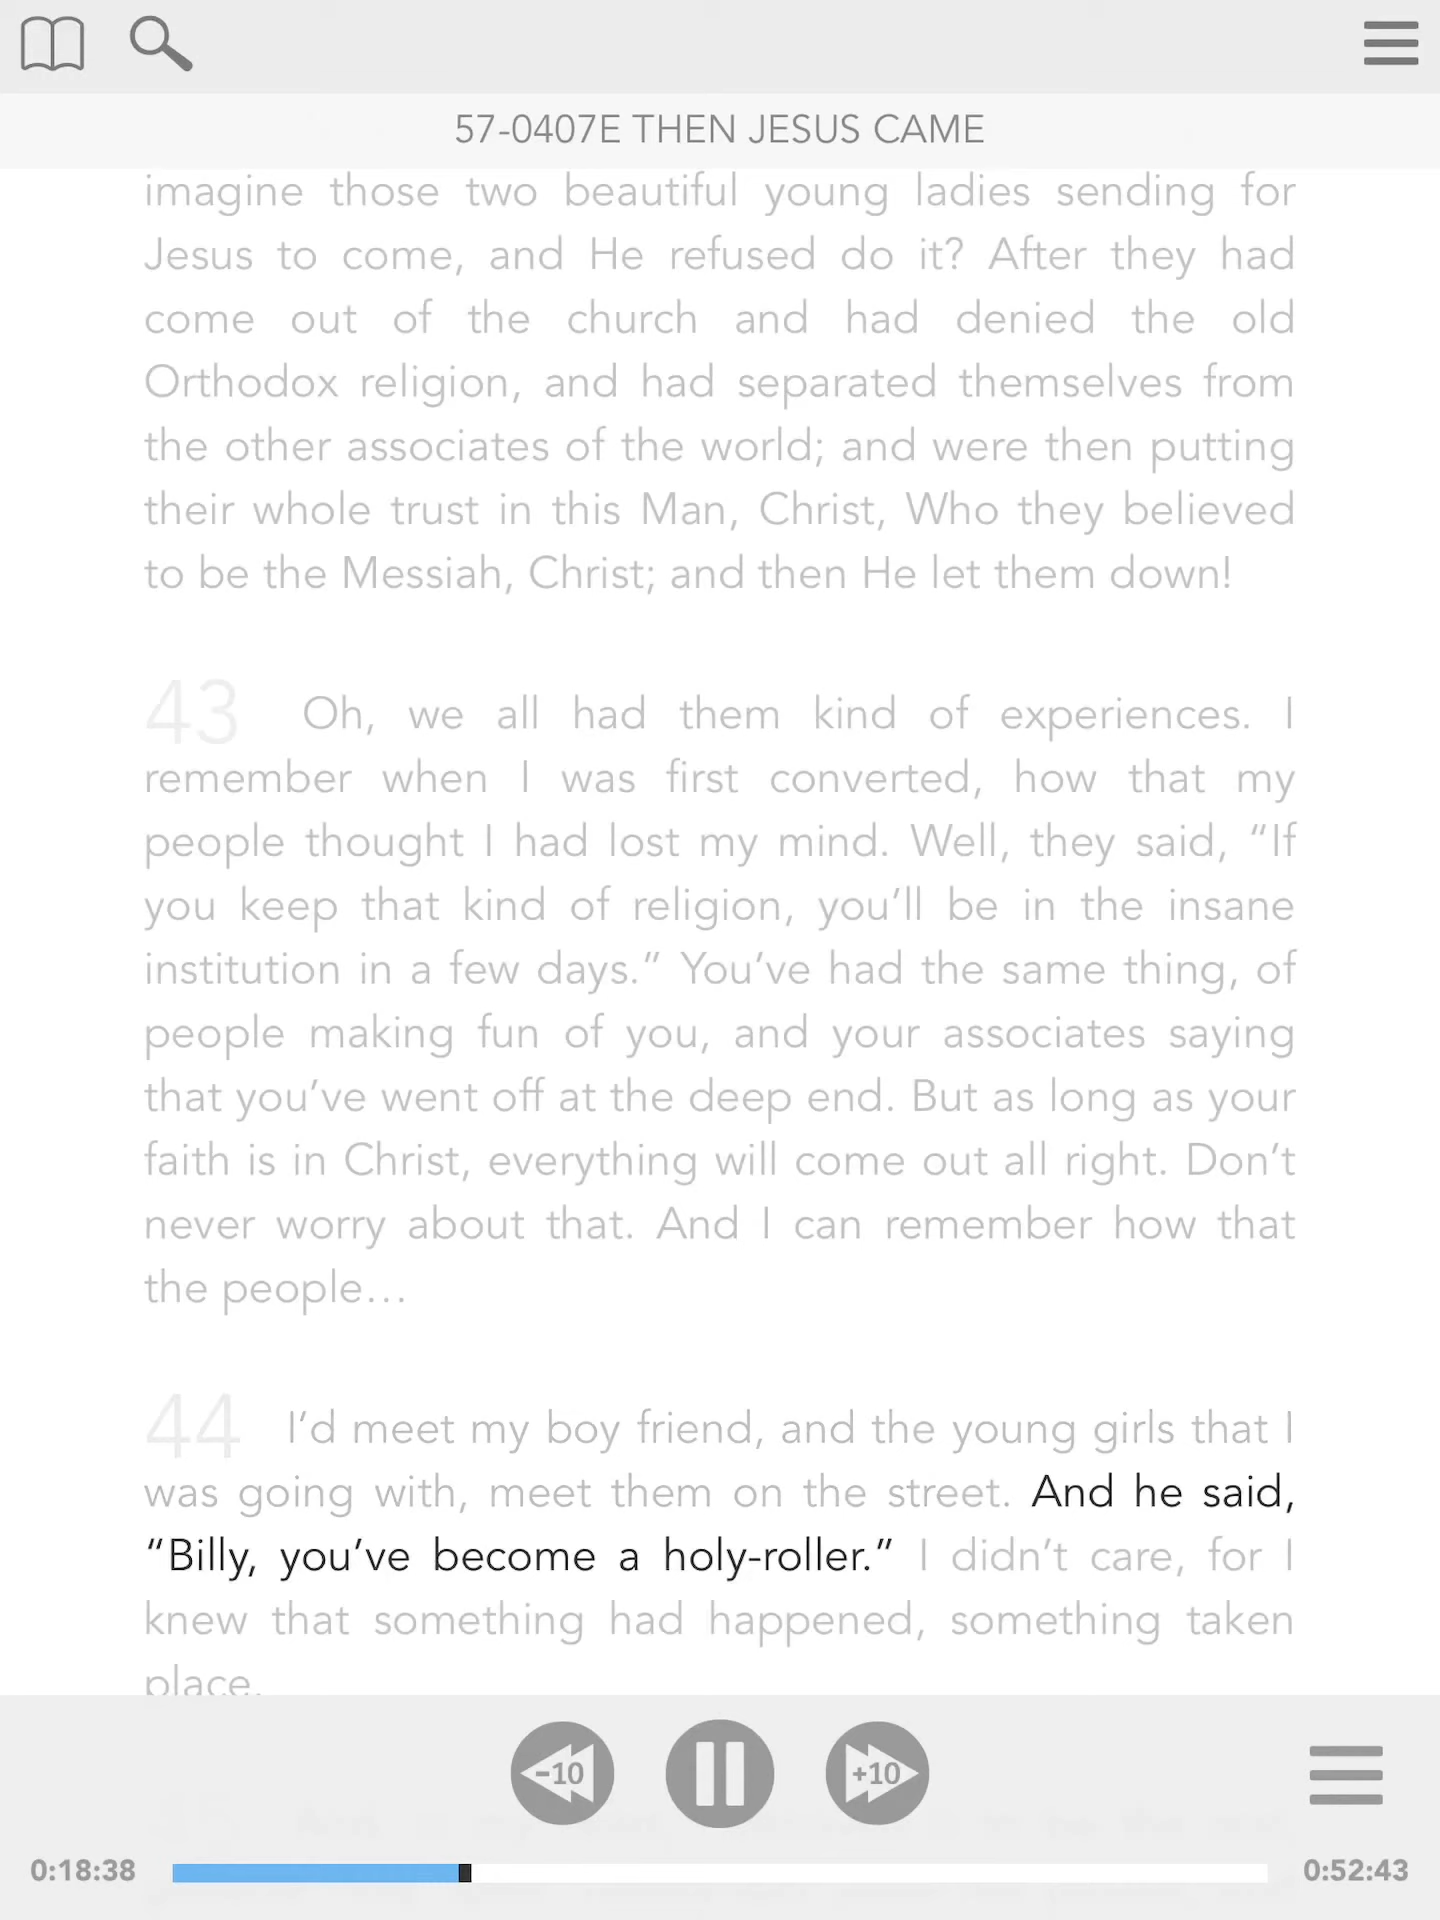 57-0407E THEN JESUS CAME
imagine those two beautiful young ladies sending for
Jesus to come, and He refused do it? After they had
come out of the church and had denied the old
Orthodox religion, and had separated themselves from
the other associates of the world; and were then putting
their whole trust in this Man, Christ, Who they believed
to be the Messiah, Christ; and then He let them down!
43 Oh, we all had them kind of experiences. I
remember when I was first converted, how that my
people thought I had lost my mind. Well, they said, “If
you keep that kind of religion, you’ll be in the insane
institution in a few days.” You’ve had the same thing, of
people making fun of you, and your associates saying
that you’ve went off at the deep end. But as long as your
faith is in Christ, everything will come out all right. Don’t
never worry about that. And I can remember how that
the people…
44 I’d meet my boy friend, and the young girls that I
was going with, meet them on the street. And he said,
“Billy, you’ve become a holy-roller.” I didn’t care, for I
knew that something had happened, something taken
place.
-10 +10
0:18:38 0:52:43